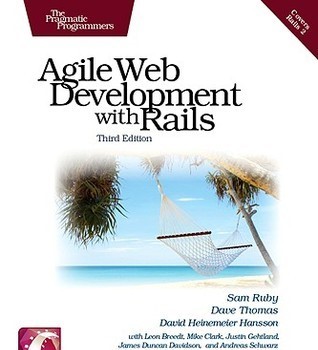 The
Pragmatic
Programmers
Covers
Rails 2
Agile Web
Development
with Rails
Third Edition
Sam Ruby
Dave Thomas
David Heinemeier Hansson
with Leon Breedt, Mike Clark, Justin Gehtland,
James Duncan Davidson, and Andreas Schwarz